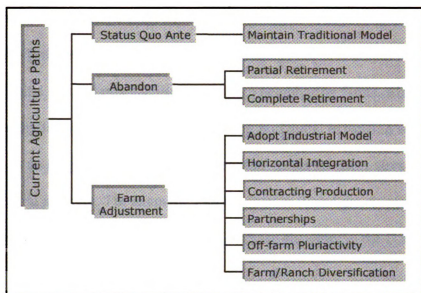 Current Agriculture Paths
Status Quo Ante
Maintain Traditional Model
Abandon
Partial Retirement
Complete Retirement
Farm
Adjustment
Adopt Industrial Model
Horizontal Integration
Contracting Production
Partnerships
Off-farm Pluriactivity
Farm/Ranch Diversification